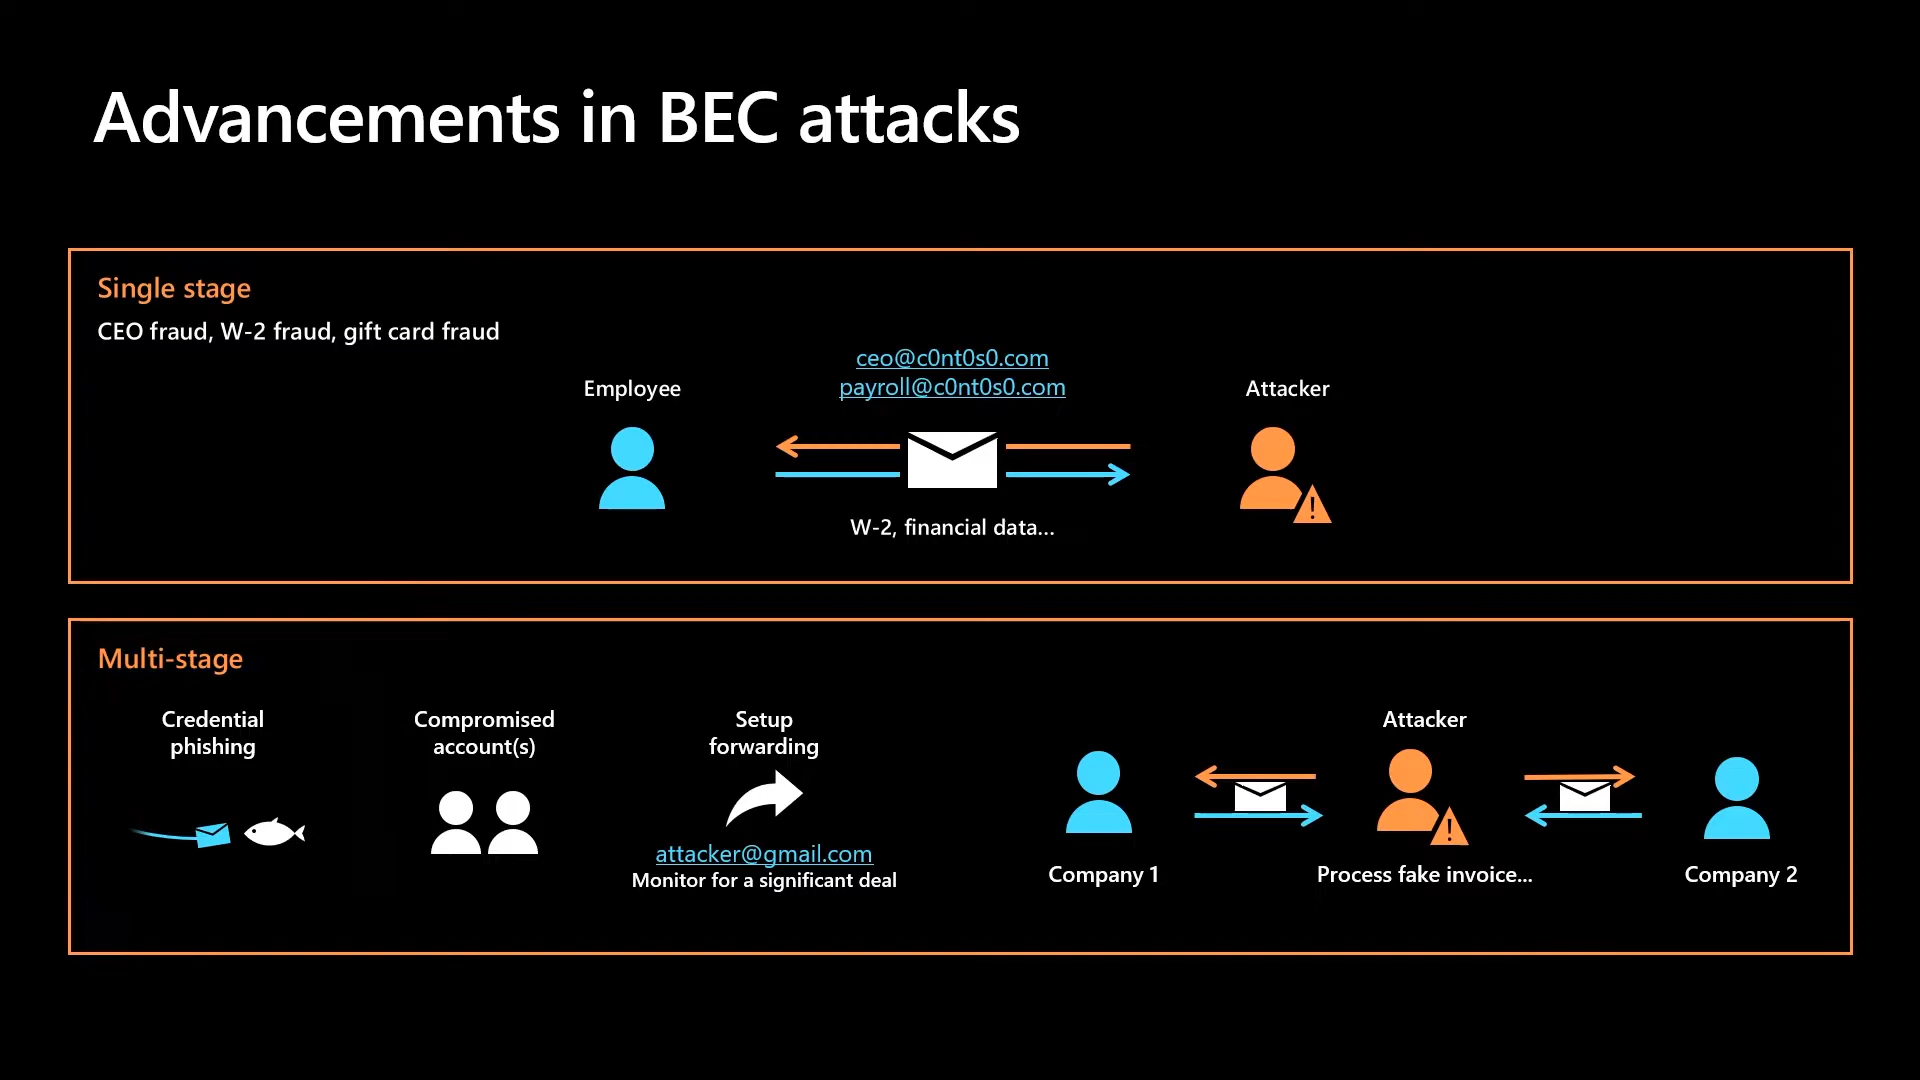 Advancements in BEC attacks
Single stage
CEO fraud, W-2 fraud, gift card fraud
ceo@c0nt0s0.com
payroll@c0nt0s0.com
Employee
Attacker
W-2, financial data...
Multi-stage
Credential
phishing
Compromised
account(s)
Setup
forwarding
attacker@gmail.com
Monitor for a significant deal
Attacker
Company 1
Process fake invoice...
Company 2